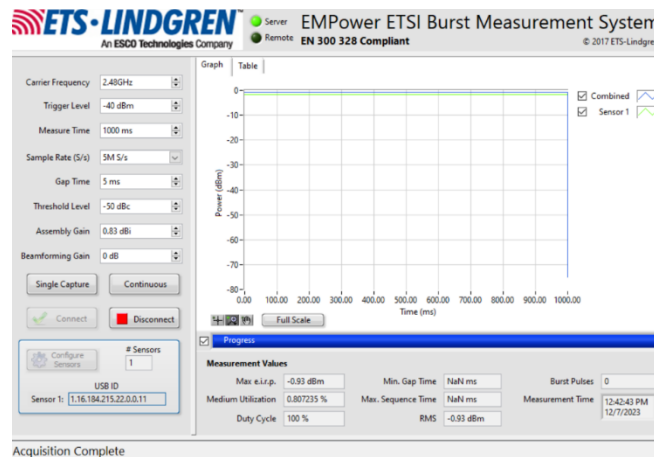 ETS·LINDGREN™
An ESCO Technologies Company
Server
Remote
EMPower ETSI Burst Measurement System
EN 300 328 Compliant
© 2017 ETS-Lindgre
Carrier Frequency 2.48GHz
Trigger Level -40 dBm
Measure Time 1000 ms
Sample Rate (S/s) 5M S/s
Gap Time 5 ms
Threshold Level -50 dBc
Assembly Gain 0.83 dBi
Beamforming Gain 0 dB
Single Capture Continuous
Connect Disconnect
Configure Sensors
# Sensors
1
USB ID
Sensor 1: 1.16.184.215.22.0.0.11
Graph Table
Combined
Sensor 1
Power (dBm)
0
-10
-20
-30
-40
-50
-60
-70
-80
0.00 100.00 200.00 300.00 400.00 500.00 600.00 700.00 800.00 900.00 1000.00
Time (ms)
Full Scale
Progress
Measurement Values
Max e.i.r.p. -0.93 dBm Min. Gap Time NaN ms Burst Pulses 0
Medium Utilization 0.807235 % Max. Sequence Time NaN ms Measurement Time 12:42:43 PM
12/7/2023
Duty Cycle 100 % RMS -0.93 dBm
Acquisition Complete